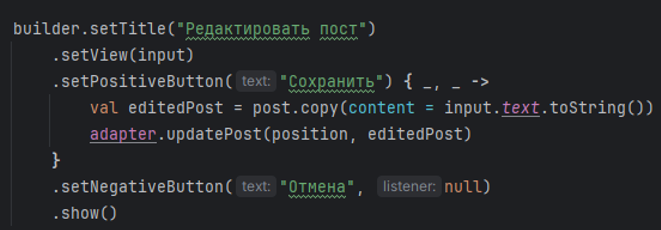 builder.setTitle("Редактировать пост")
    .setView(input)
    .setPositiveButton( text: "Сохранить") { _, _ ->
        val editedPost = post.copy(content = input.text.toString())
        adapter.updatePost(position, editedPost)
    }
    .setNegativeButton( text: "Отмена",  listener: null)
    .show()